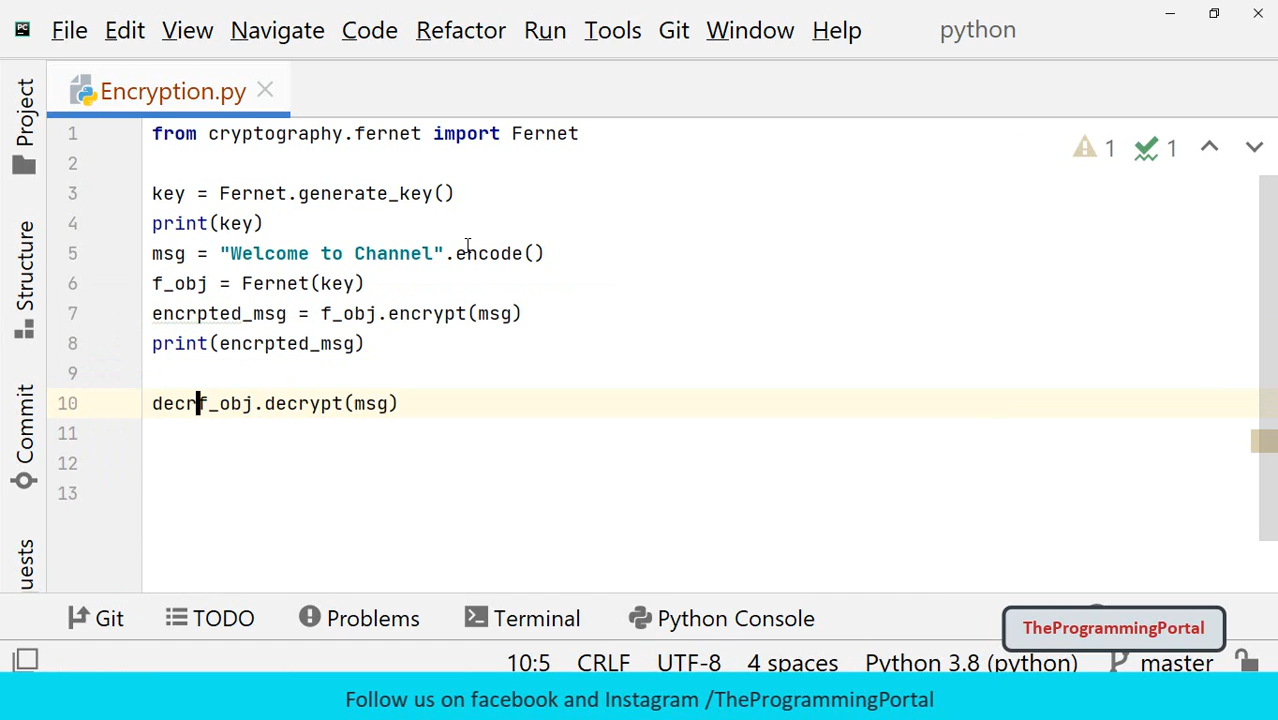 File Edit View Navigate Code Refactor Run Tools Git Window Help python
Encryption.py
Project
Structure
Commit
uests
1 from cryptography.fernet import Fernet
2
3 key = Fernet.generate_key()
4 print(key)
5 msg = "Welcome to Channel".encode()
6 f_obj = Fernet(key)
7 encrpted_msg = f_obj.encrypt(msg)
8 print(encrpted_msg)
9
10 decrf_obj.decrypt(msg)
11
12
13
1 1
Git TODO Problems Terminal Python Console
TheProgrammingPortal
10:5 CRLF UTF-8 4 spaces Python 3.8 (python) master
Follow us on facebook and Instagram /TheProgrammingPortal